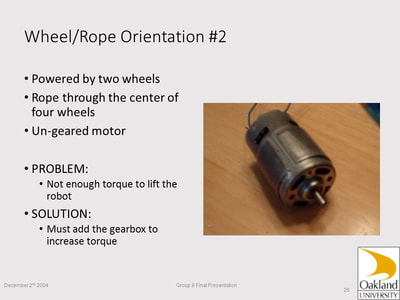 Wheel/Rope Orientation #2
• Powered by two wheels
• Rope through the center of
four wheels
• Un-geared motor
• PROBLEM:
• Not enough torque to lift the
robot
• SOLUTION:
• Must add the gearbox to
increase torque
December 2nd 2004
Group 8 Final Presentation
25
Oakland
UNIVERSITY